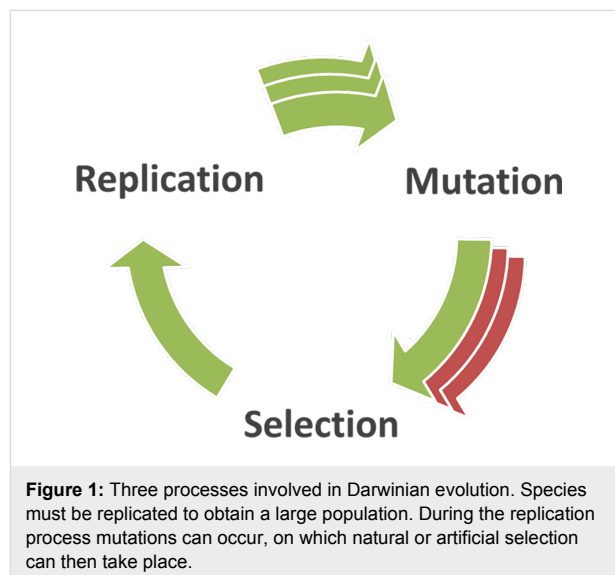 Replication
Mutation
Selection
Figure 1: Three processes involved in Darwinian evolution. Species
must be replicated to obtain a large population. During the replication
process mutations can occur, on which natural or artificial selection
can then take place.